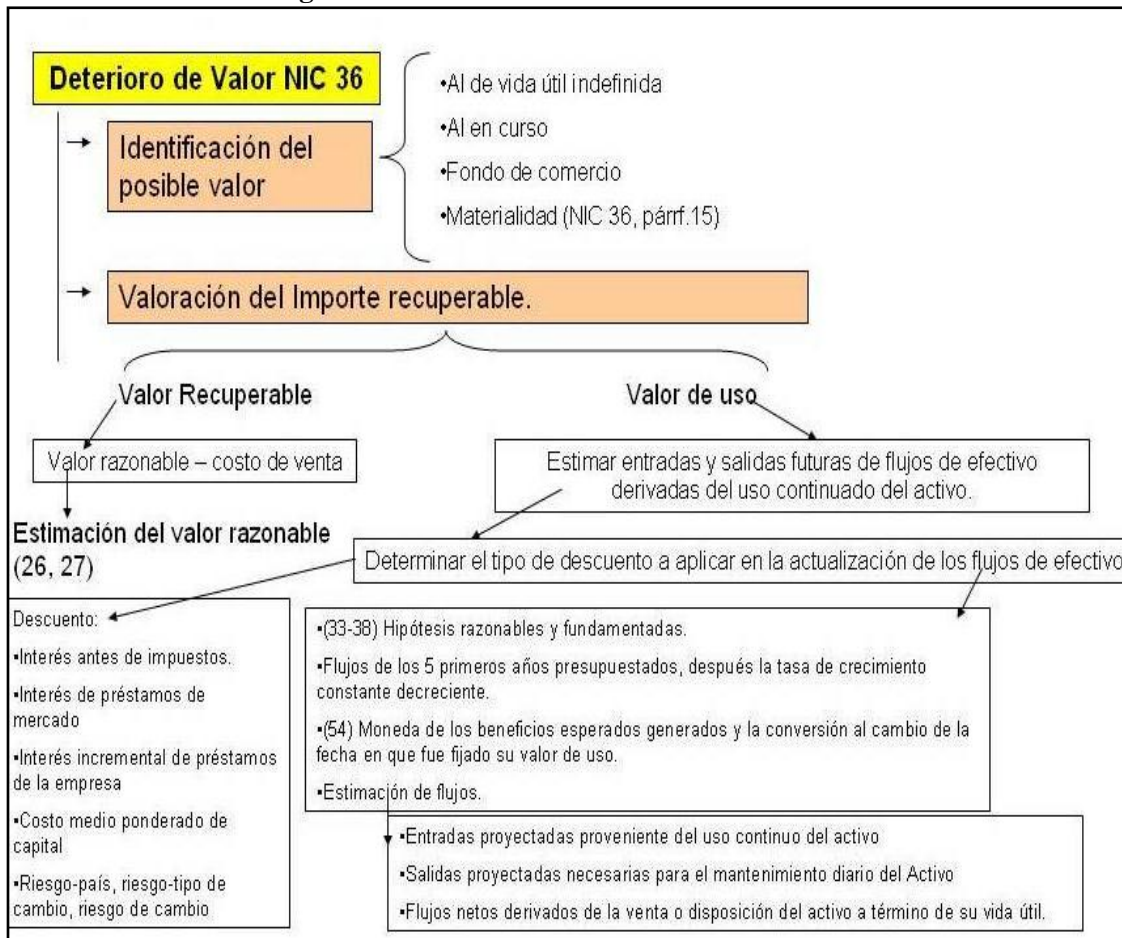 Deterioro de Valor NIC 36
•AI de vida útil indefinida
•AI en curso
•Fondo de comercio
•Materialidad (NIC 36, párrf.15)
Identificación del
posible valor
Valoración del Importe recuperable.
Valor Recuperable
Valor de uso
Valor razonable – costo de venta
Estimar entradas y salidas futuras de flujos de efectivo
derivadas del uso continuado del activo.
Estimación del valor razonable
(26, 27)
Determinar el tipo de descuento a aplicar en la actualización de los flujos de efectivo
Descuento:
▪Interés antes de impuestos.
▪Interés de préstamos de
mercado
▪Interés incremental de préstamos
de la empresa
▪Costo medio ponderado de
capital
▪Riesgo-país, riesgo-tipo de
cambio, riesgo de cambio
▪(33-38) Hipótesis razonables y fundamentadas.
▪Flujos de los 5 primeros años presupuestados, después la tasa de crecimiento
constante decreciente.
▪(54) Moneda de los beneficios esperados generados y la conversión al cambio de la
fecha en que fue fijado su valor de uso.
▪Estimación de flujos.
▪Entradas proyectadas proveniente del uso continuo del activo
▪Salidas proyectadas necesarias para el mantenimiento diario del Activo
▪Flujos netos derivados de la venta o disposición del activo a término de su vida útil.